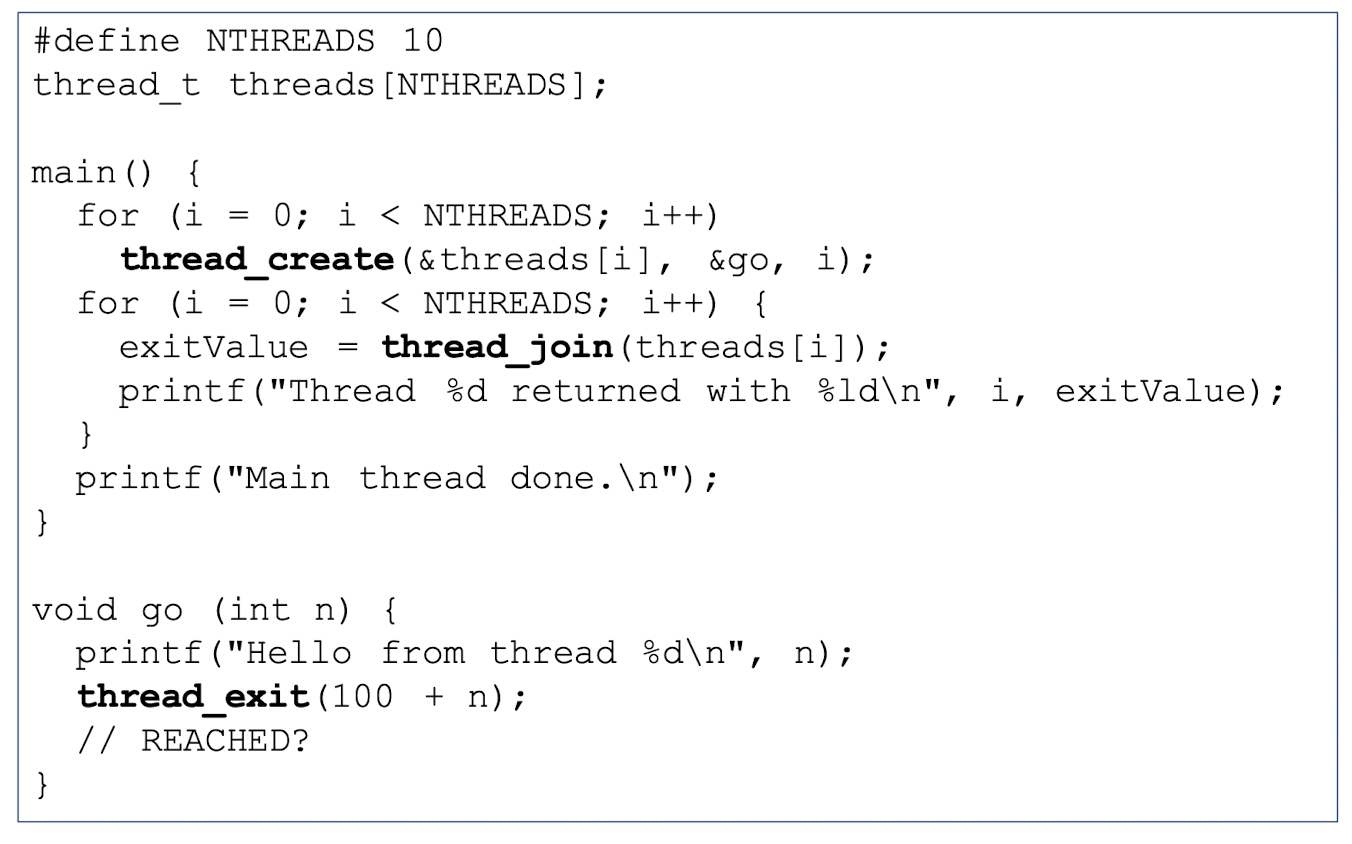 #define NTHREADS 10
thread_t threads[NTHREADS];
main() {
for (i = 0; i < NTHREADS; i++)
thread_create(&threads[i], &go, i);
for (i = 0; i < NTHREADS; i++) {
exitValue = thread_join(threads[i]);
printf("Thread %d returned with %ld\n", i, exitValue);
}
printf("Main thread done.\n");
}
void go (int n) {
printf("Hello from thread %d\n", n);
thread_exit(100 + n);
// REACHED?
}